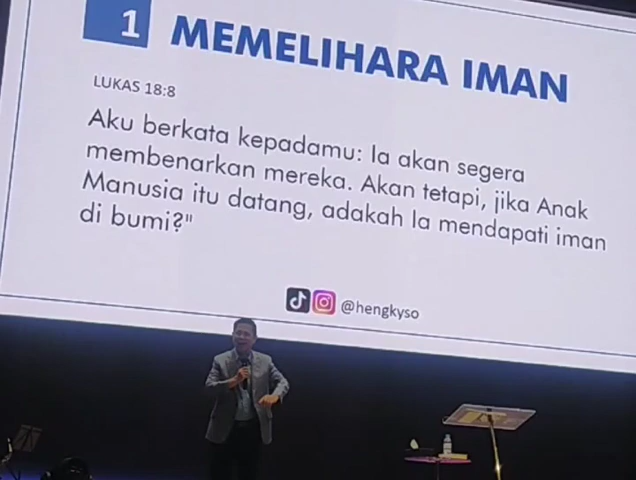 1 MEMELIHARA IMAN
LUKAS 18:8
Aku berkata kepadamu: Ia akan segera
membenarkan mereka. Akan tetapi, jika Anak
Manusia itu datang, adakah Ia mendapati iman
di bumi?"
@hengkyso